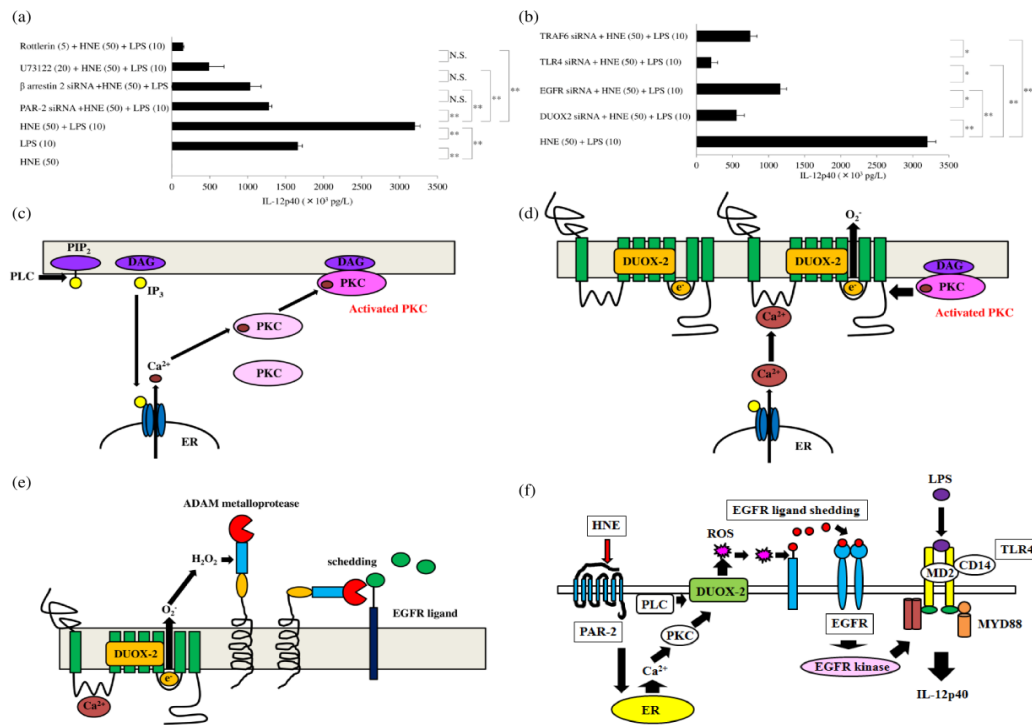 (a)
Rottlerin (5) + HNE (50) + LPS (10)
U73122 (20) + HNE (50) + LPS (10)
β arrestin 2 siRNA +HNE (50) + LPS
PAR-2 siRNA +HNE (50) + LPS (10)
HNE (50) + LPS (10)
LPS (10)
HNE (50)
N.S.
N.S.
N.S.
**
**
**
**
**
**
**
0 500 1000 1500 2000 2500 3000 3500
IL-12p40 (×10³ pg/L)
(b)
TRAF6 siRNA + HNE (50) + LPS (10)
TLR4 siRNA + HNE (50) + LPS (10)
EGFR siRNA + HNE (50) + LPS (10)
DUOX2 siRNA + HNE (50) + LPS (10)
HNE (50) + LPS (10)
*
*
*
**
**
**
**
0 500 1000 1500 2000 2500 3000 3500
IL-12p40 (×10³ pg/L)
(c)
PIP₂
DAG
DAG
PLC
IP₃
PKC
Activated PKC
PKC
Ca²⁺
PKC
ER
(d)
O₂⁻
DUOX-2
DUOX-2
DAG
e⁻
e⁻
PKC
Activated PKC
Ca²⁺
Ca²⁺
ER
(e)
ADAM metalloprotease
H₂O₂
schedding
O₂⁻
EGFR ligand
DUOX-2
e⁻
Ca²⁺
(f)
LPS
HNE
EGFR ligand shedding
ROS
TLR4
CD14
MD2
DUOX-2
PLC
PAR-2
PKC
EGFR
MYD88
Ca²⁺
EGFR kinase
ER
IL-12p40